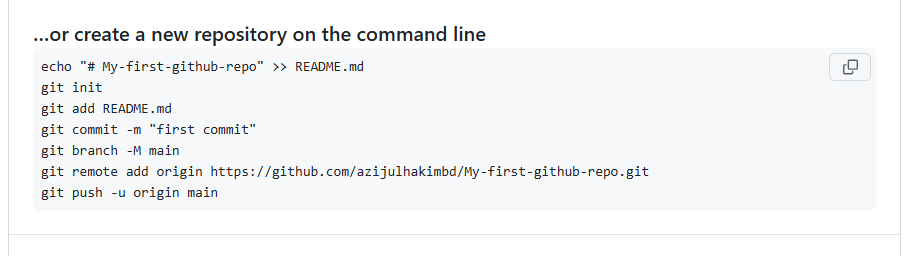 ...or create a new repository on the command line
echo "# My-first-github-repo" >> README.md
git init
git add README.md
git commit -m "first commit"
git branch -M main
git remote add origin https://github.com/azijulhakimbd/My-first-github-repo.git
git push -u origin main